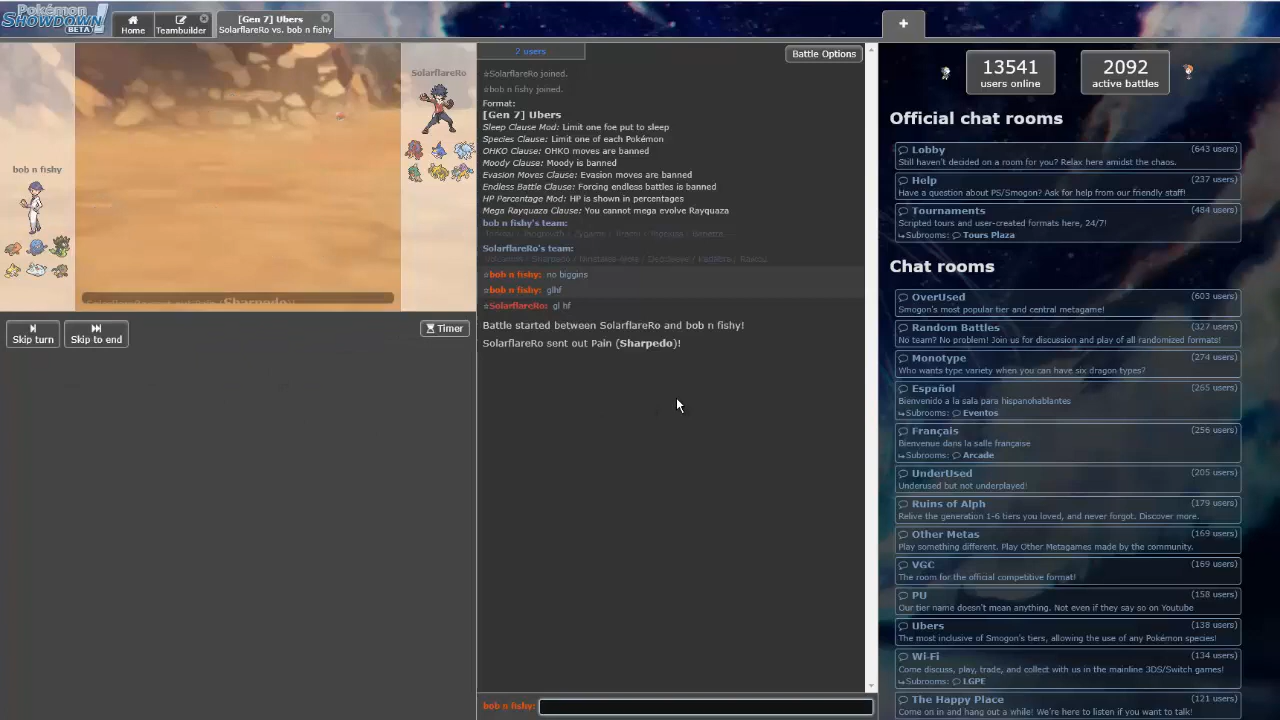 Pokémon
SHOWDOWN
BETA!
Home
Teambuilder
[Gen 7] Ubers
SolarflareRo vs. bob n fishy
+
bob n fishy
SolarflareRo
Sharpedo
Skip turn
Skip to end
Timer
2 users
Battle Options
☆SolarflareRo joined.
☆bob n fishy joined.
Format:
[Gen 7] Ubers
Sleep Clause Mod: Limit one foe put to sleep
Species Clause: Limit one of each Pokémon
OHKO Clause: OHKO moves are banned
Moody Clause: Moody is banned
Evasion Moves Clause: Evasion moves are banned
Endless Battle Clause: Forcing endless battles is banned
HP Percentage Mod: HP is shown in percentages
Mega Rayquaza Clause: You cannot mega evolve Rayquaza
bob n fishy's team:
SolarflareRo's team:
☆bob n fishy: no biggins
☆bob n fishy: glhf
☆SolarflareRo: gl hf
Battle started between SolarflareRo and bob n fishy!
SolarflareRo sent out Pain (Sharpedo)!
bob n fishy:
13541
users online
2092
active battles
Official chat rooms
Lobby (643 users)
Still haven't decided on a room for you? Relax here amidst the chaos.
Help (237 users)
Have a question about PS/Smogon? Ask for help from our friendly staff!
Tournaments (484 users)
Scripted tours and user-created formats here, 24/7!
↳Subrooms: Tours Plaza
Chat rooms
OverUsed (603 users)
Smogon's most popular tier and central metagame!
Random Battles (327 users)
No team? No problem! Join us for discussion and play of all randomized formats!
Monotype (274 users)
Who wants type variety when you can have six dragon types?
Español (265 users)
Bienvenido a la sala para hispanohablantes
↳Subrooms: Eventos
Français (256 users)
Bienvenue dans la salle française
↳Subrooms: Arcade
UnderUsed (205 users)
Underused but not underplayed!
Ruins of Alph (179 users)
Relive the generation 1-6 tiers you loved, and never forgot. Discover more.
Other Metas (169 users)
Play something different. Play Other Metagames made by the community.
VGC (169 users)
The room for the official competitive format!
PU (158 users)
Our tier name doesn't mean anything. Not even if they say so on Youtube
Ubers (138 users)
The most inclusive of Smogon's tiers, allowing the use of any Pokémon species!
Wi-Fi (134 users)
Come discuss, play, trade, and collect with us in the mainline 3DS/Switch games!
↳Subrooms: LGPE
The Happy Place (121 users)
Come on in and hang out a while! We're here to listen if you want to talk!